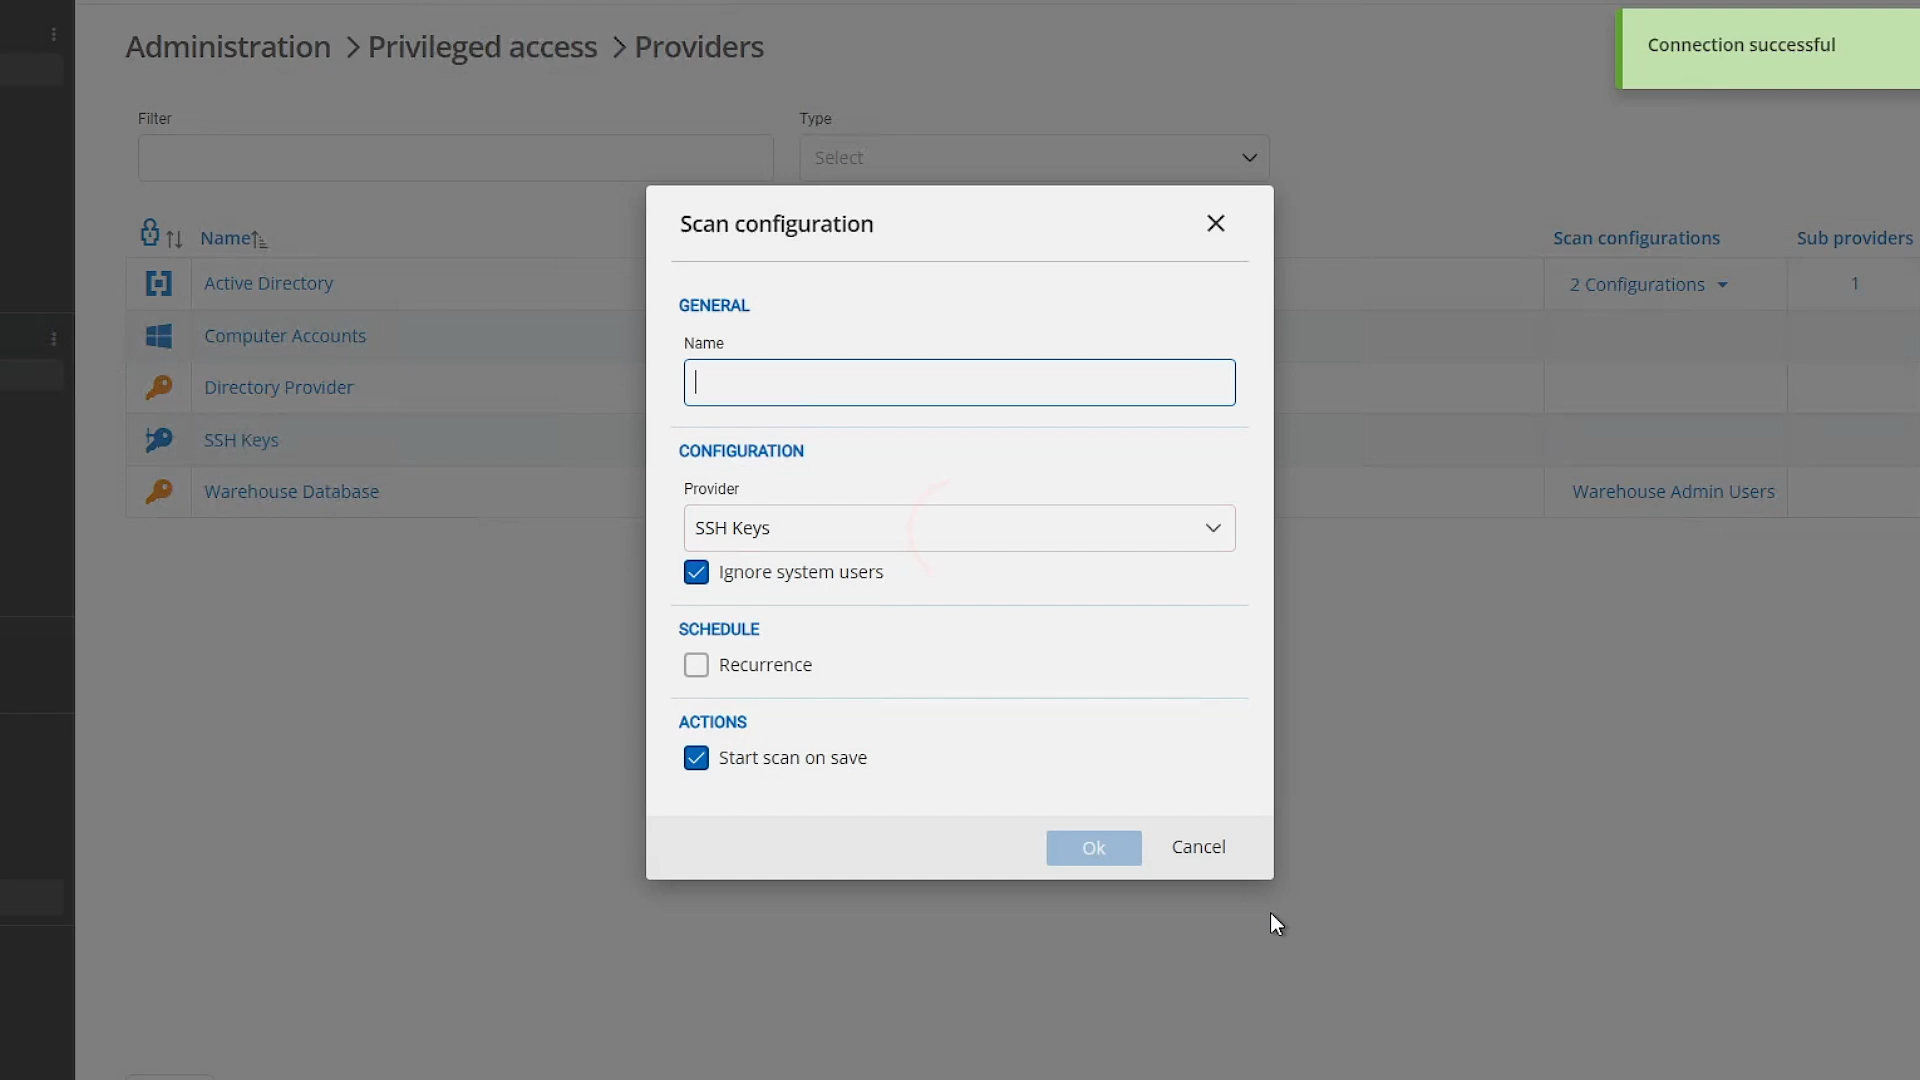 Administration > Privileged access > Providers
Connection successful
Filter
Type
Select
Name
Scan configurations
Sub providers
Active Directory
2 Configurations
1
Computer Accounts
Directory Provider
SSH Keys
Warehouse Database
Warehouse Admin Users
Scan configuration
GENERAL
Name
CONFIGURATION
Provider
SSH Keys
Ignore system users
SCHEDULE
Recurrence
ACTIONS
Start scan on save
Ok
Cancel